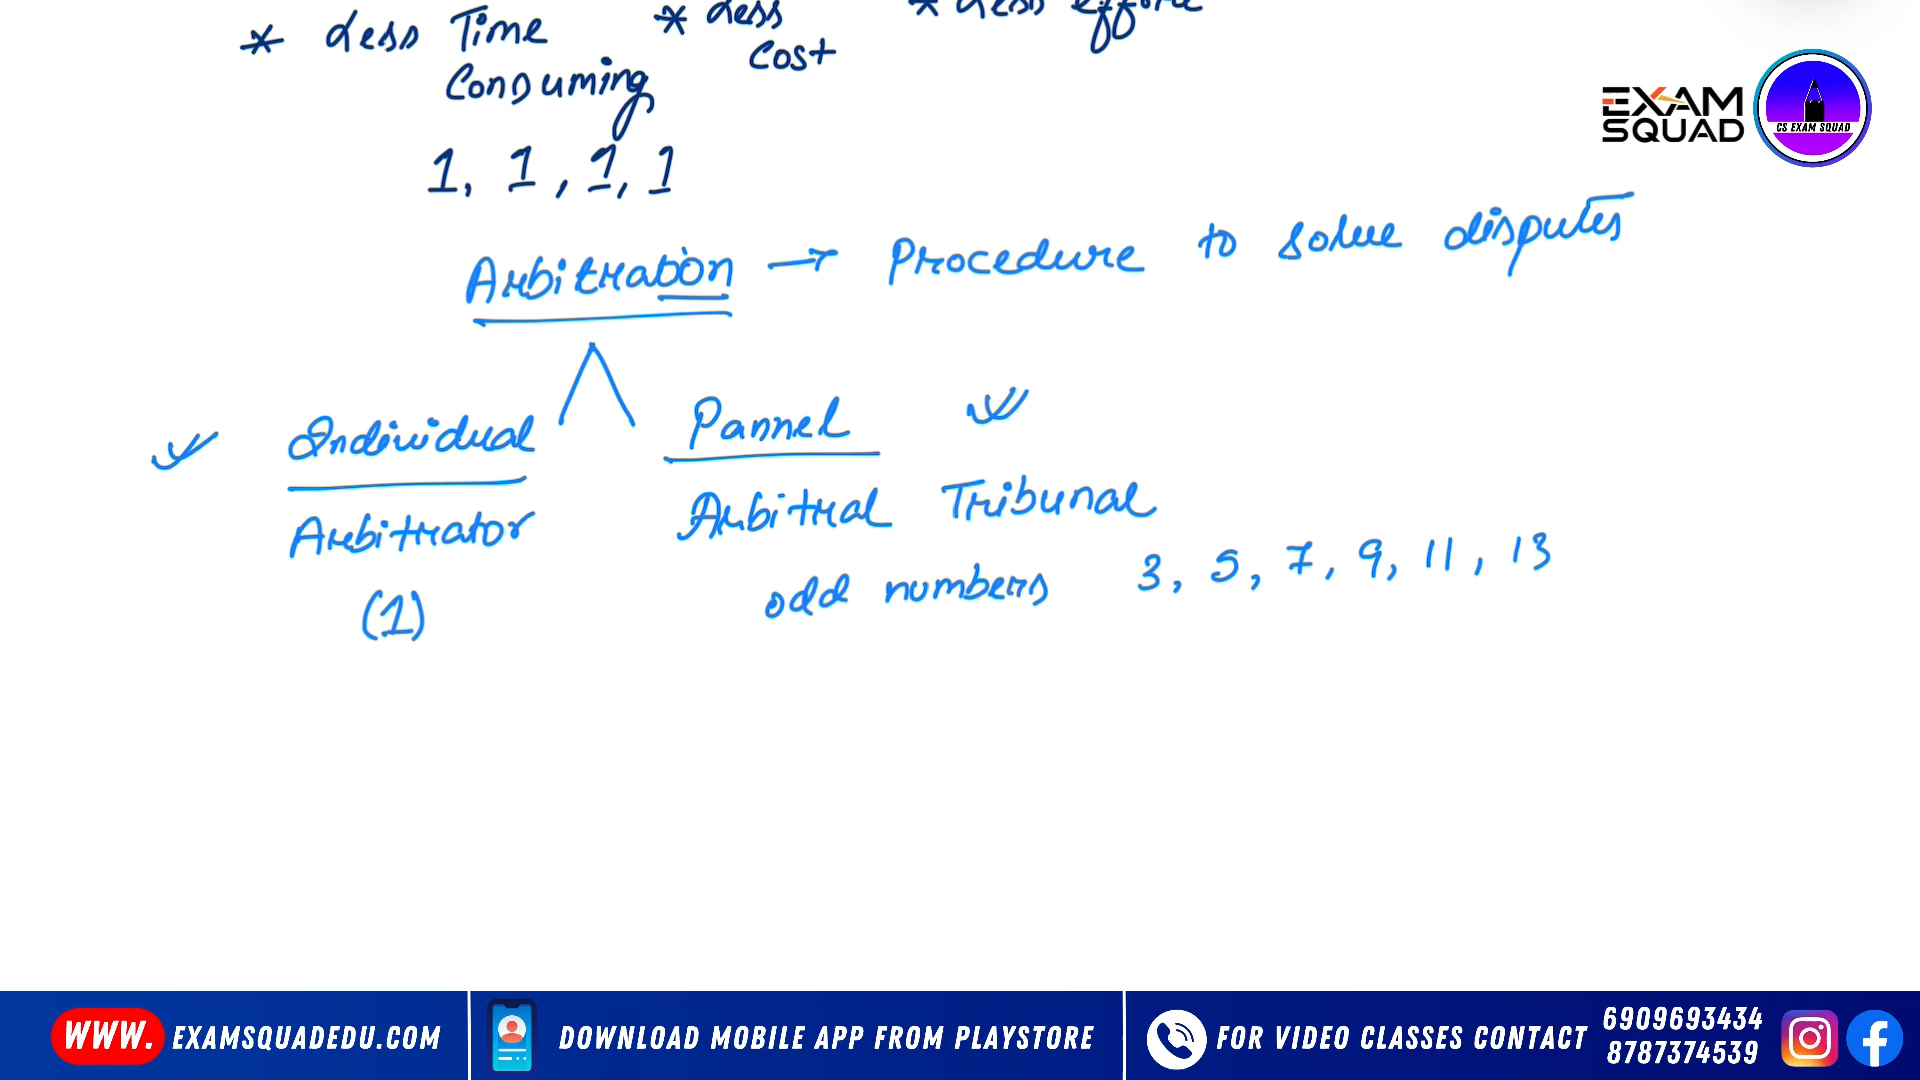 * Less Time * Less * Less effort
Consuming cost
1, 1, 1, 1
EXAM
SQUAD
CS EXAM SQUAD
Arbitration → Procedure to solve disputes
Individual Pannel
Arbitrator Arbitral Tribunal
(1) odd numbers 3, 5, 7, 9, 11, 13
WWW. EXAMSQUADEDU.COM DOWNLOAD MOBILE APP FROM PLAYSTORE FOR VIDEO CLASSES CONTACT 6909693434
8787374539